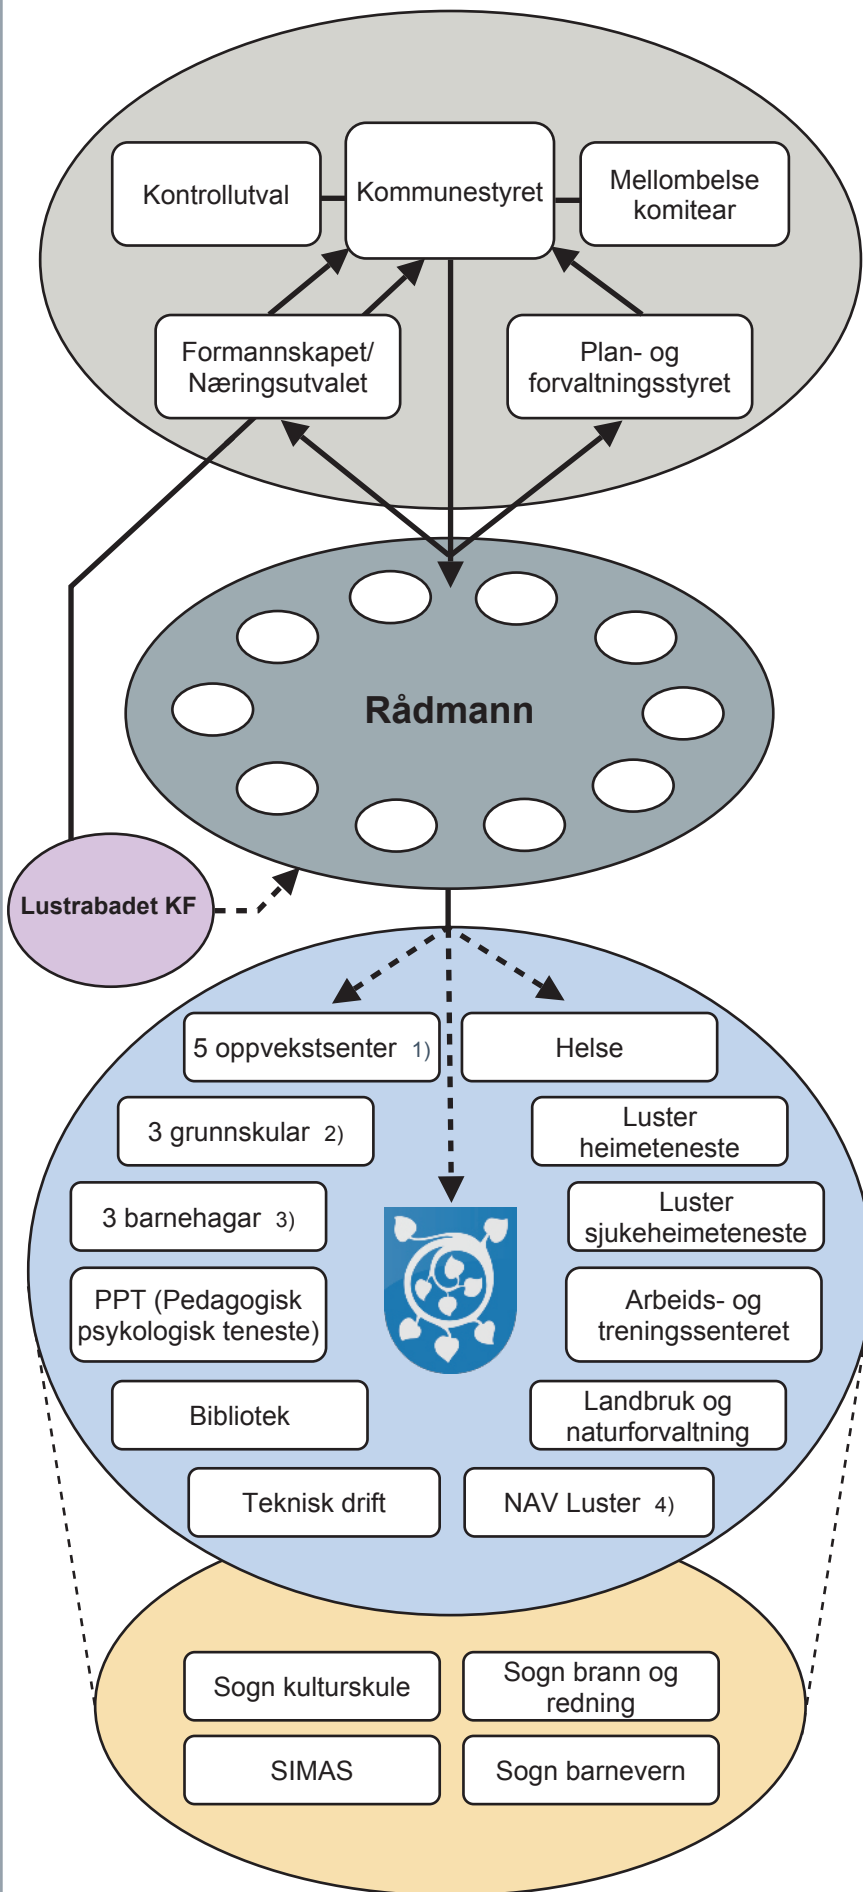 Kontrollutval
Kommunestyret
Mellombelse
komitear
Formannskapet/
Næringsutvalet
Plan- og
forvaltningsstyret
Rådmann
Lustrabadet KF
5 oppvekstsenter 1)
Helse
3 grunnskular 2)
Luster
heimeteneste
3 barnehagar 3)
Luster
sjukeheimeteneste
PPT (Pedagogisk
psykologisk teneste)
Arbeids- og
treningssenteret
Bibliotek
Landbruk og
naturforvaltning
Teknisk drift
NAV Luster 4)
Sogn kulturskule
Sogn brann og
redning
SIMAS
Sogn barnevern